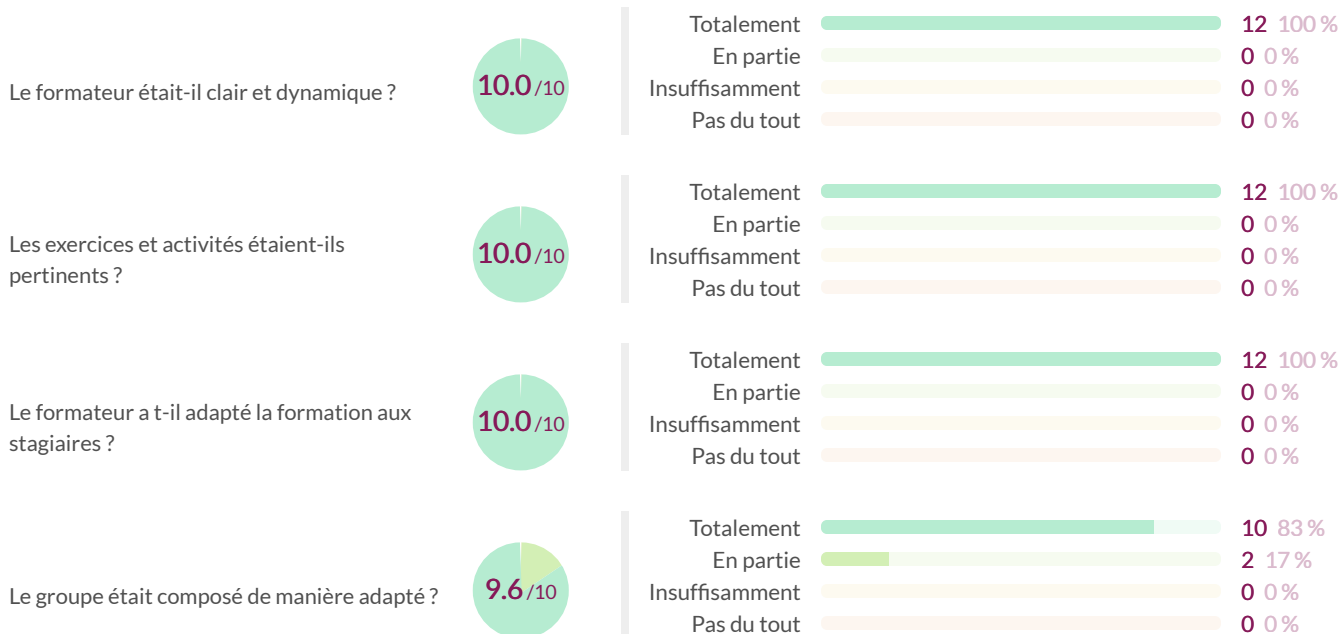 Le formateur était-il clair et dynamique ?
10.0 /10
Totalement 12 100 %
En partie 0 0 %
Insuffisamment 0 0 %
Pas du tout 0 0 %
Les exercices et activités étaient-ils
pertinents ?
10.0 /10
Totalement 12 100 %
En partie 0 0 %
Insuffisamment 0 0 %
Pas du tout 0 0 %
Le formateur a t-il adapté la formation aux
stagiaires ?
10.0 /10
Totalement 12 100 %
En partie 0 0 %
Insuffisamment 0 0 %
Pas du tout 0 0 %
Le groupe était composé de manière adapté ?
9.6 /10
Totalement 10 83 %
En partie 2 17 %
Insuffisamment 0 0 %
Pas du tout 0 0 %